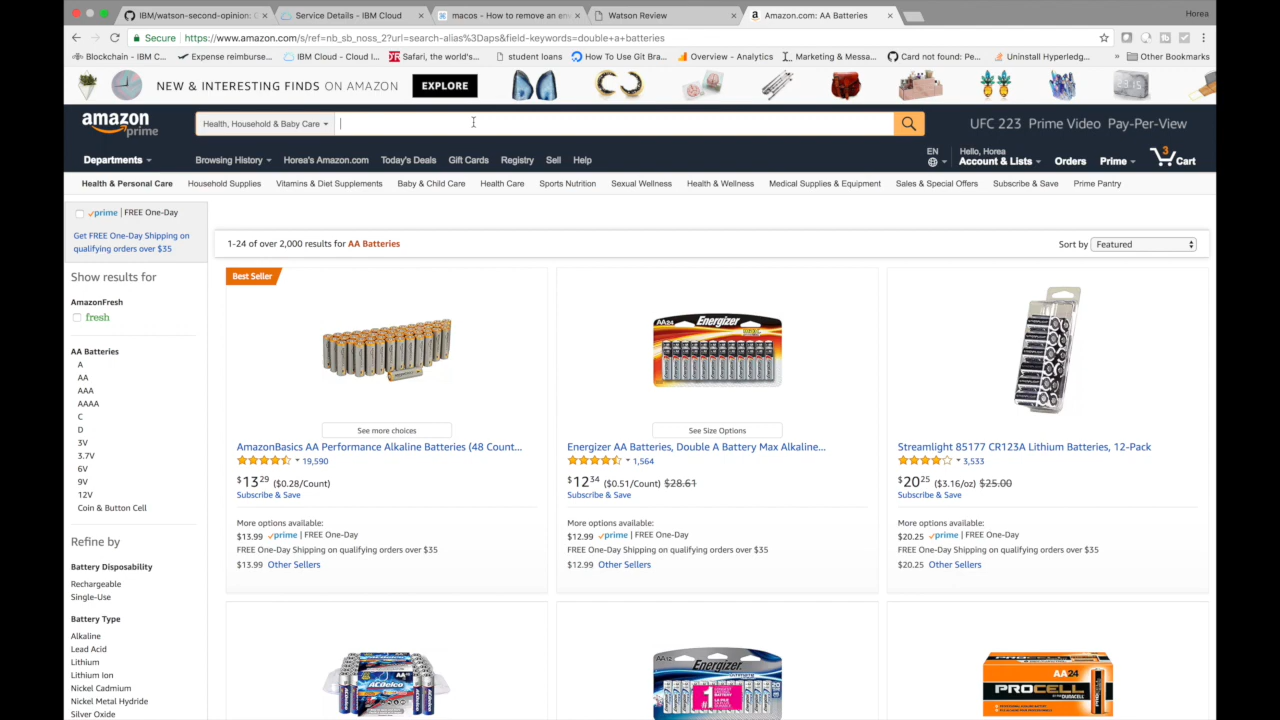 IBM/watson-second-opinion: C
Service Details - IBM Cloud
macos - How to remove an env
Watson Review
Amazon.com: AA Batteries
Horea
Secure
https://www.amazon.com/s/ref=nb_sb_noss_2?url=search-alias%3Daps&field-keywords=double+a+batteries
Blockchain - IBM C...
Expense reimburse...
IBM Cloud - Cloud I...
Safari, the world's...
student loans
How To Use Git Bra...
Overview - Analytics
Marketing & Messa...
Card not found: Pe...
Uninstall Hyperledg...
»
Other Bookmarks
NEW & INTERESTING FINDS ON AMAZON
EXPLORE
amazon prime
Health, Household & Baby Care
UFC 223 Prime Video Pay-Per-View
Departments
Browsing History
Horea's Amazon.com
Today's Deals
Gift Cards
Registry
Sell
Help
EN
Hello, Horea
Account & Lists
Orders
Prime
3
Cart
Health & Personal Care
Household Supplies
Vitamins & Diet Supplements
Baby & Child Care
Health Care
Sports Nutrition
Sexual Wellness
Health & Wellness
Medical Supplies & Equipment
Sales & Special Offers
Subscribe & Save
Prime Pantry
prime | FREE One-Day
Get FREE One-Day Shipping on
qualifying orders over $35
Show results for
AmazonFresh
fresh
AA Batteries
A
AA
AAA
AAAA
C
D
3V
3.7V
6V
9V
12V
Coin & Button Cell
Refine by
Battery Disposability
Rechargeable
Single-Use
Battery Type
Alkaline
Lead Acid
Lithium
Lithium Ion
Nickel Cadmium
Nickel Metal Hydride
Silver Oxide
1-24 of over 2,000 results for AA Batteries
Sort by
Featured
Best Seller
See more choices
AmazonBasics AA Performance Alkaline Batteries (48 Count...
19,590
$13.29 ($0.28/Count)
Subscribe & Save
More options available:
$13.99 prime | FREE One-Day
FREE One-Day Shipping on qualifying orders over $35
$13.99 Other Sellers
AA24
Energizer
See Size Options
Energizer AA Batteries, Double A Battery Max Alkaline...
1,564
$12.34 ($0.51/Count) $28.61
Subscribe & Save
More options available:
$12.99 prime | FREE One-Day
FREE One-Day Shipping on qualifying orders over $35
$12.99 Other Sellers
Streamlight 85177 CR123A Lithium Batteries, 12-Pack
3,533
$20.25 ($3.16/oz) $25.00
Subscribe & Save
More options available:
$20.25 prime | FREE One-Day
FREE One-Day Shipping on qualifying orders over $35
$20.25 Other Sellers
ACDelco
AA12
Energizer
#1
AA24
PROCELL